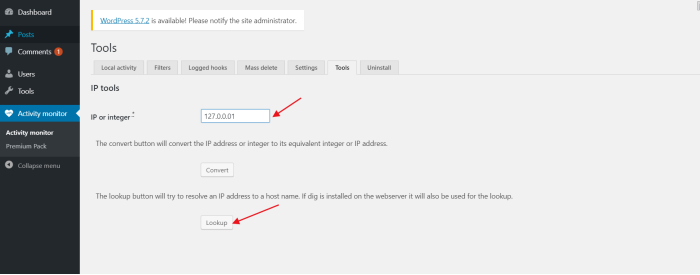 Dashboard
WordPress 5.7.2 is available! Please notify the site administrator.
Posts
Comments 1
Users
Tools
Activity monitor
Activity monitor
Premium Pack
Collapse menu
Tools
Local activity Filters Logged hooks Mass delete Settings Tools Uninstall
IP tools
IP or integer * 127.0.0.01
The convert button will convert the IP address or integer to its equivalent integer or IP address.
Convert
The lookup button will try to resolve an IP address to a host name. If dig is installed on the webserver it will also be used for the lookup.
Lookup